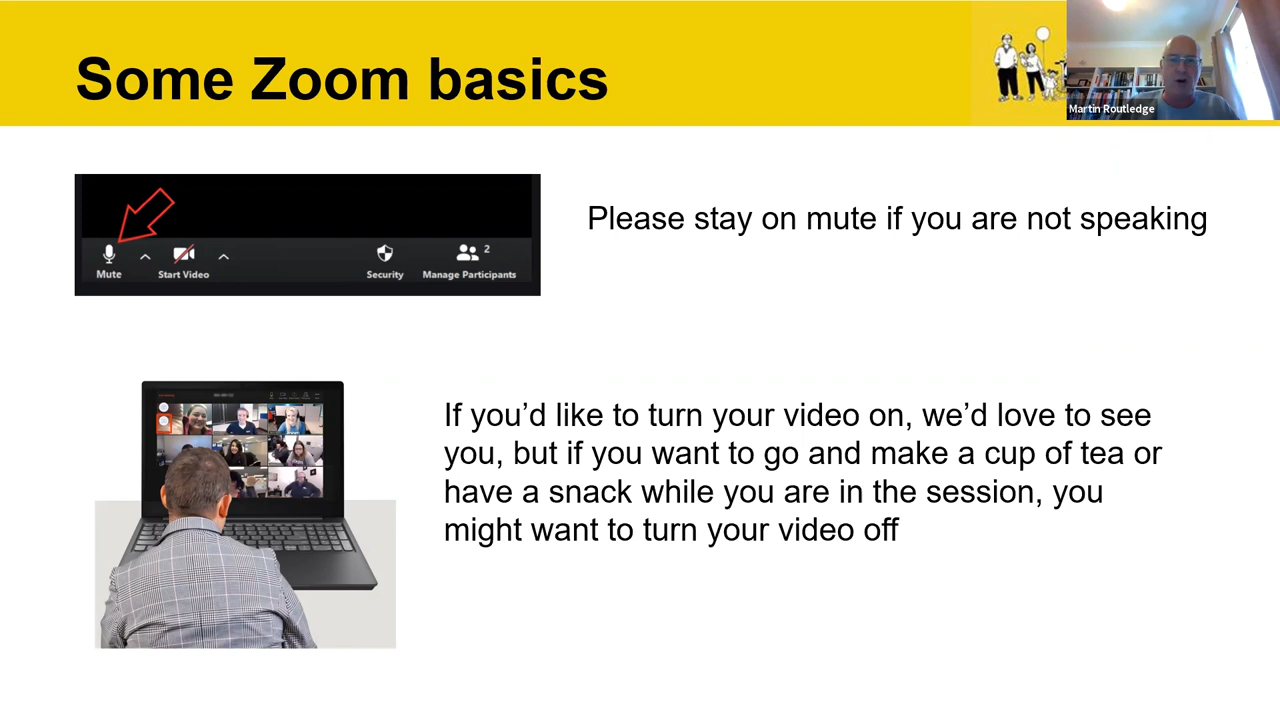 Some Zoom basics
Martin Routledge
Please stay on mute if you are not speaking
2
Mute
Start Video
Security
Manage Participants
If you’d like to turn your video on, we’d love to see
you, but if you want to go and make a cup of tea or
have a snack while you are in the session, you
might want to turn your video off